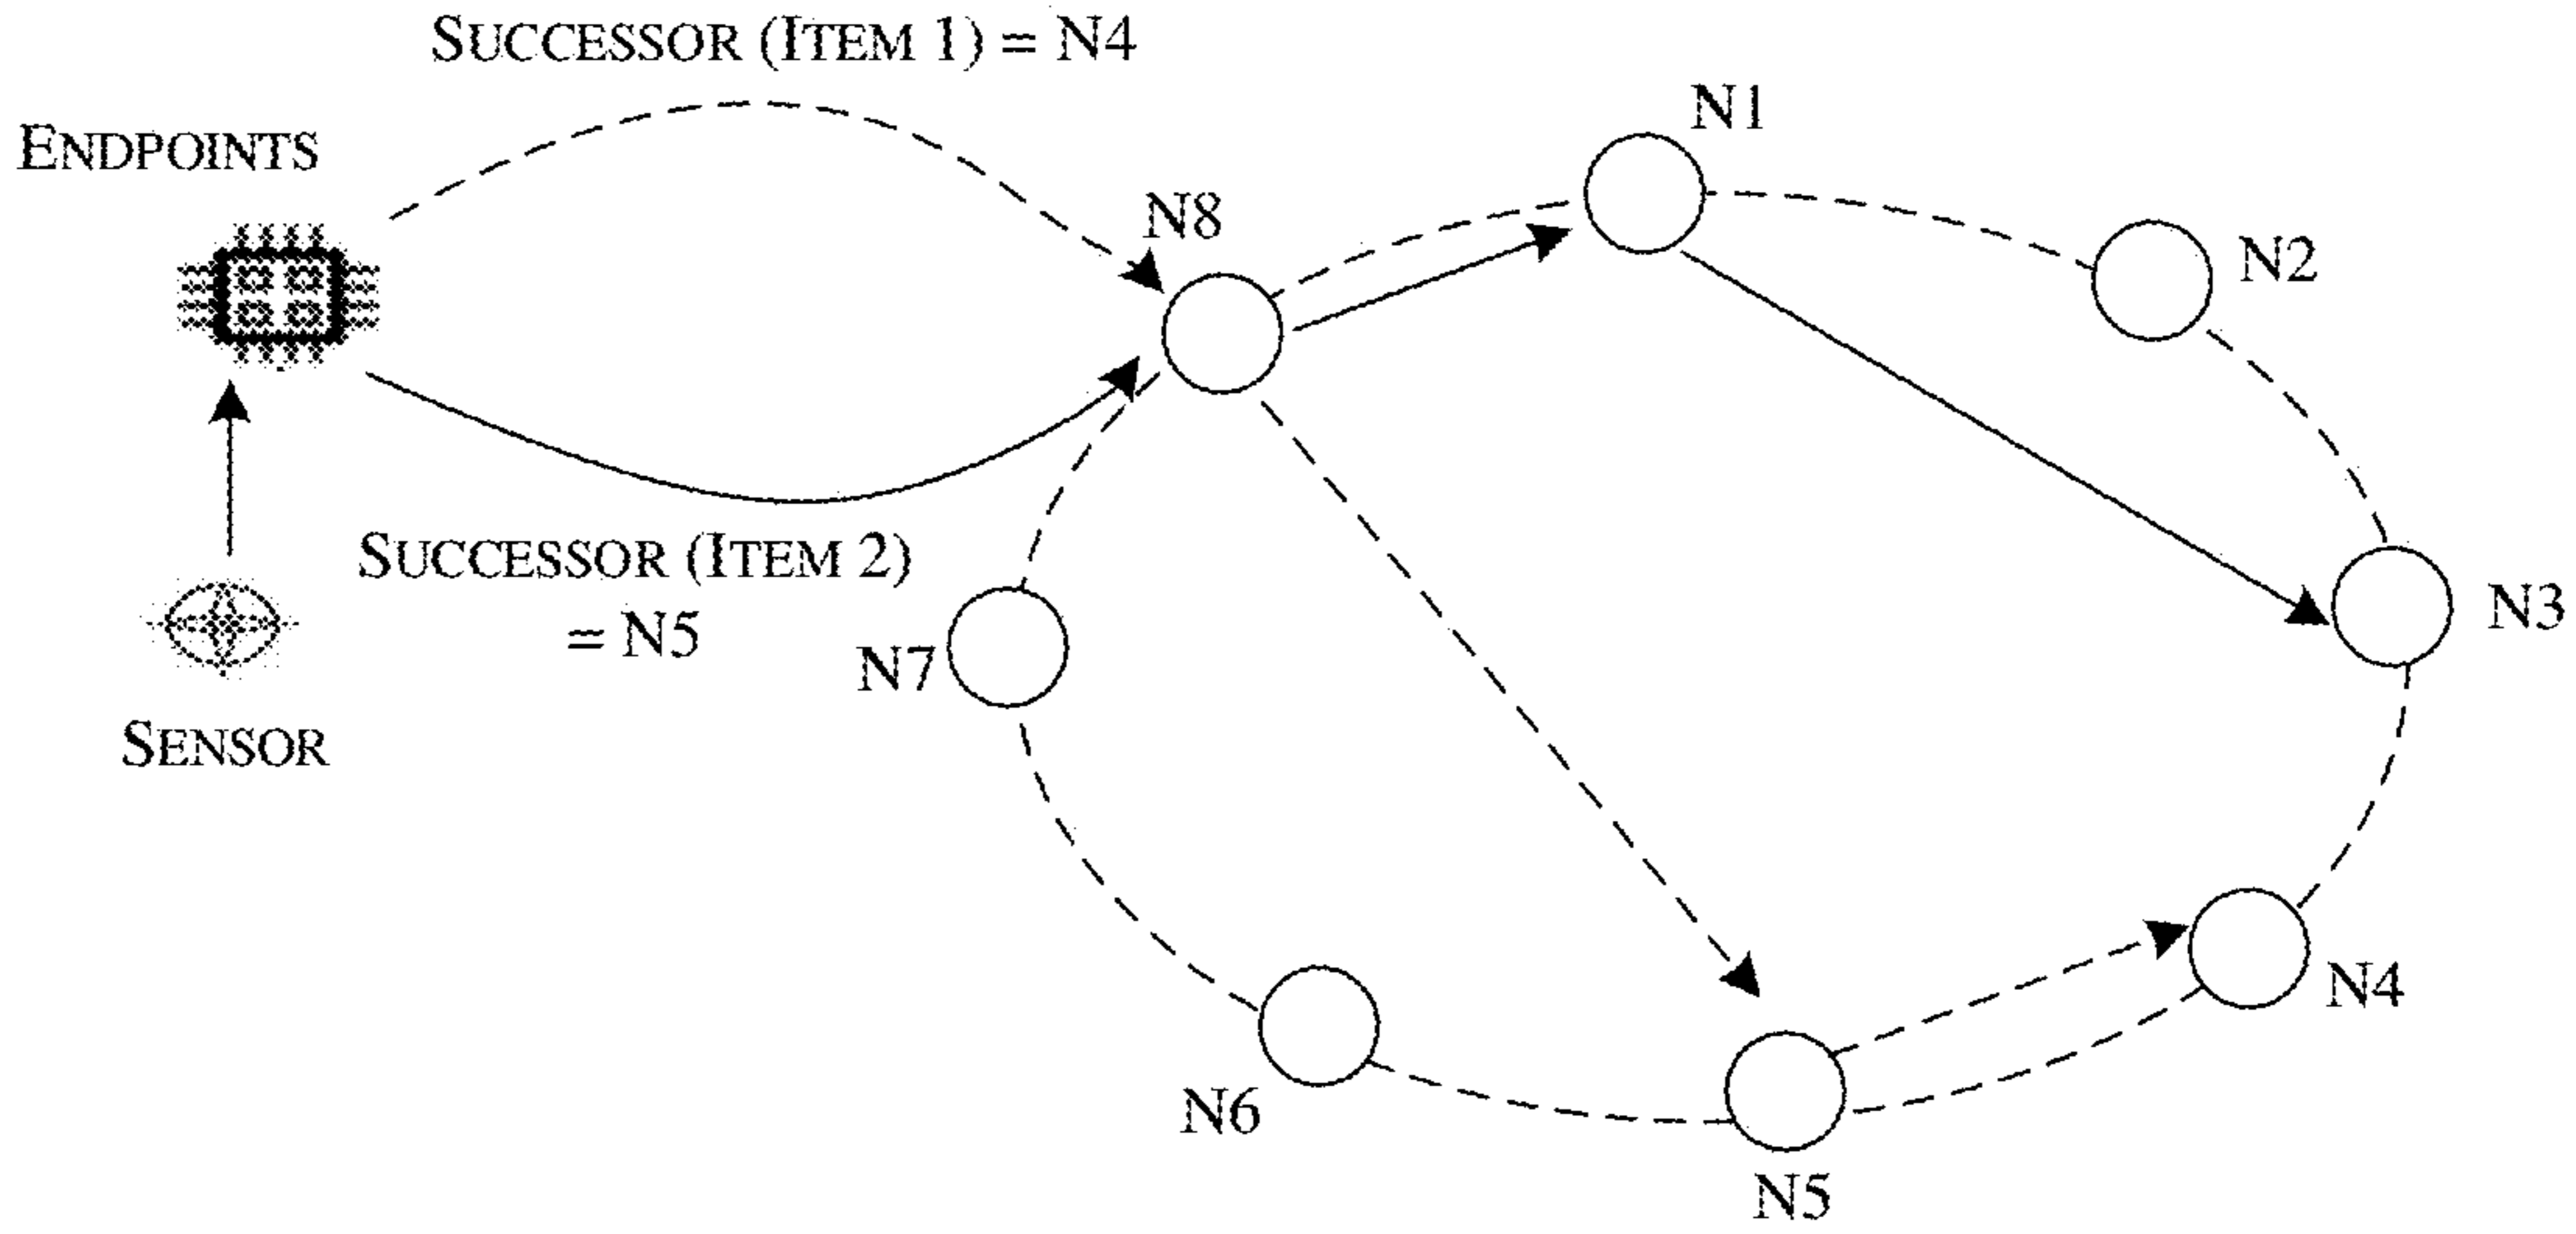 SUCCESSOR (ITEM 1) = N4
ENDPOINTS
N1
N8
N2
SUCCESSOR (ITEM 2)
= N5
N3
N7
SENSOR
N4
N6
N5